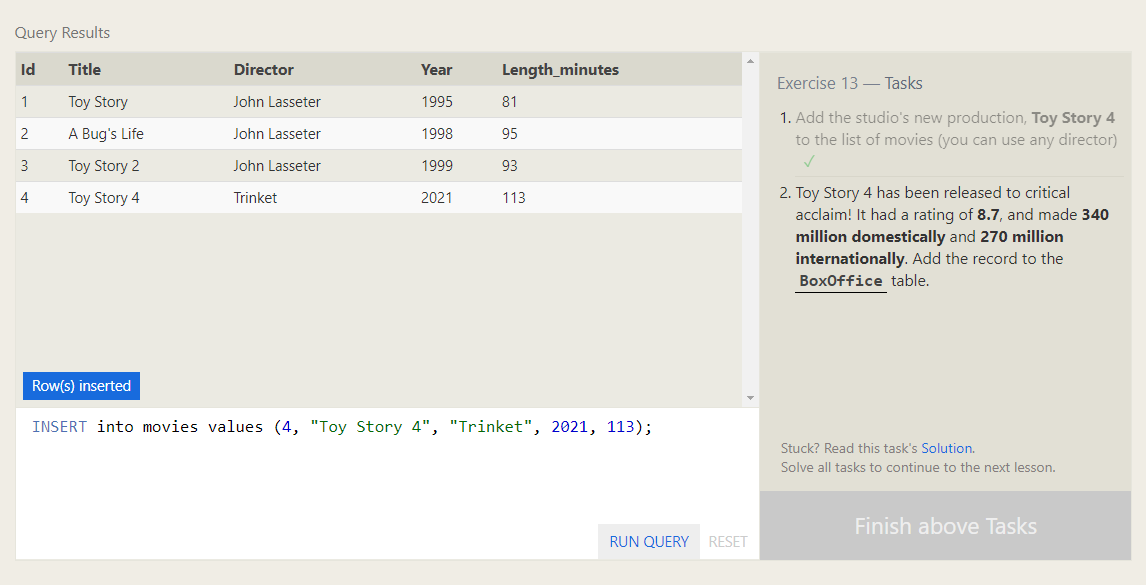 Query Results
Id Title Director Year Length_minutes
1 Toy Story John Lasseter 1995 81
2 A Bug's Life John Lasseter 1998 95
3 Toy Story 2 John Lasseter 1999 93
4 Toy Story 4 Trinket 2021 113
Row(s) inserted
INSERT into movies values (4, "Toy Story 4", "Trinket", 2021, 113);
RUN QUERY RESET
Exercise 13 — Tasks
1. Add the studio's new production, Toy Story 4
to the list of movies (you can use any director)
✓
2. Toy Story 4 has been released to critical
acclaim! It had a rating of 8.7, and made 340
million domestically and 270 million
internationally. Add the record to the
BoxOffice table.
Stuck? Read this task's Solution.
Solve all tasks to continue to the next lesson.
Finish above Tasks